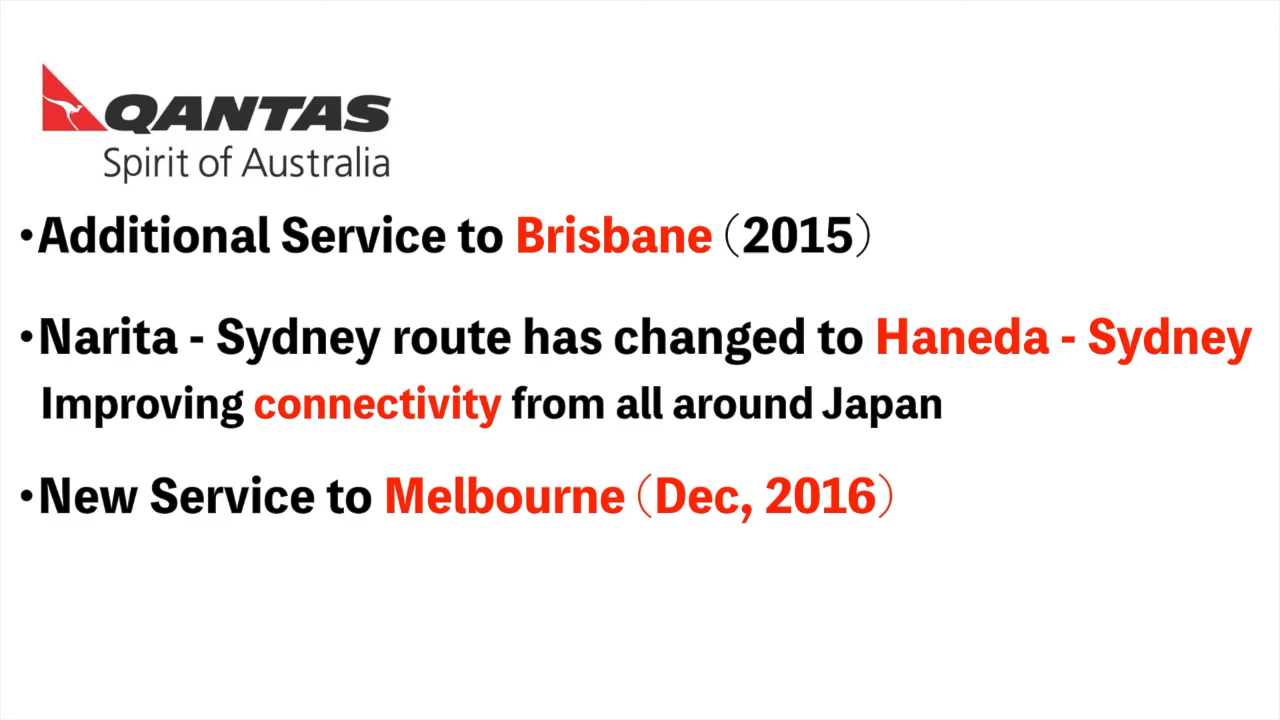 QANTAS
Spirit of Australia
・Additional Service to Brisbane（2015）
・Narita - Sydney route has changed to Haneda - Sydney
Improving connectivity from all around Japan
・New Service to Melbourne（Dec, 2016）